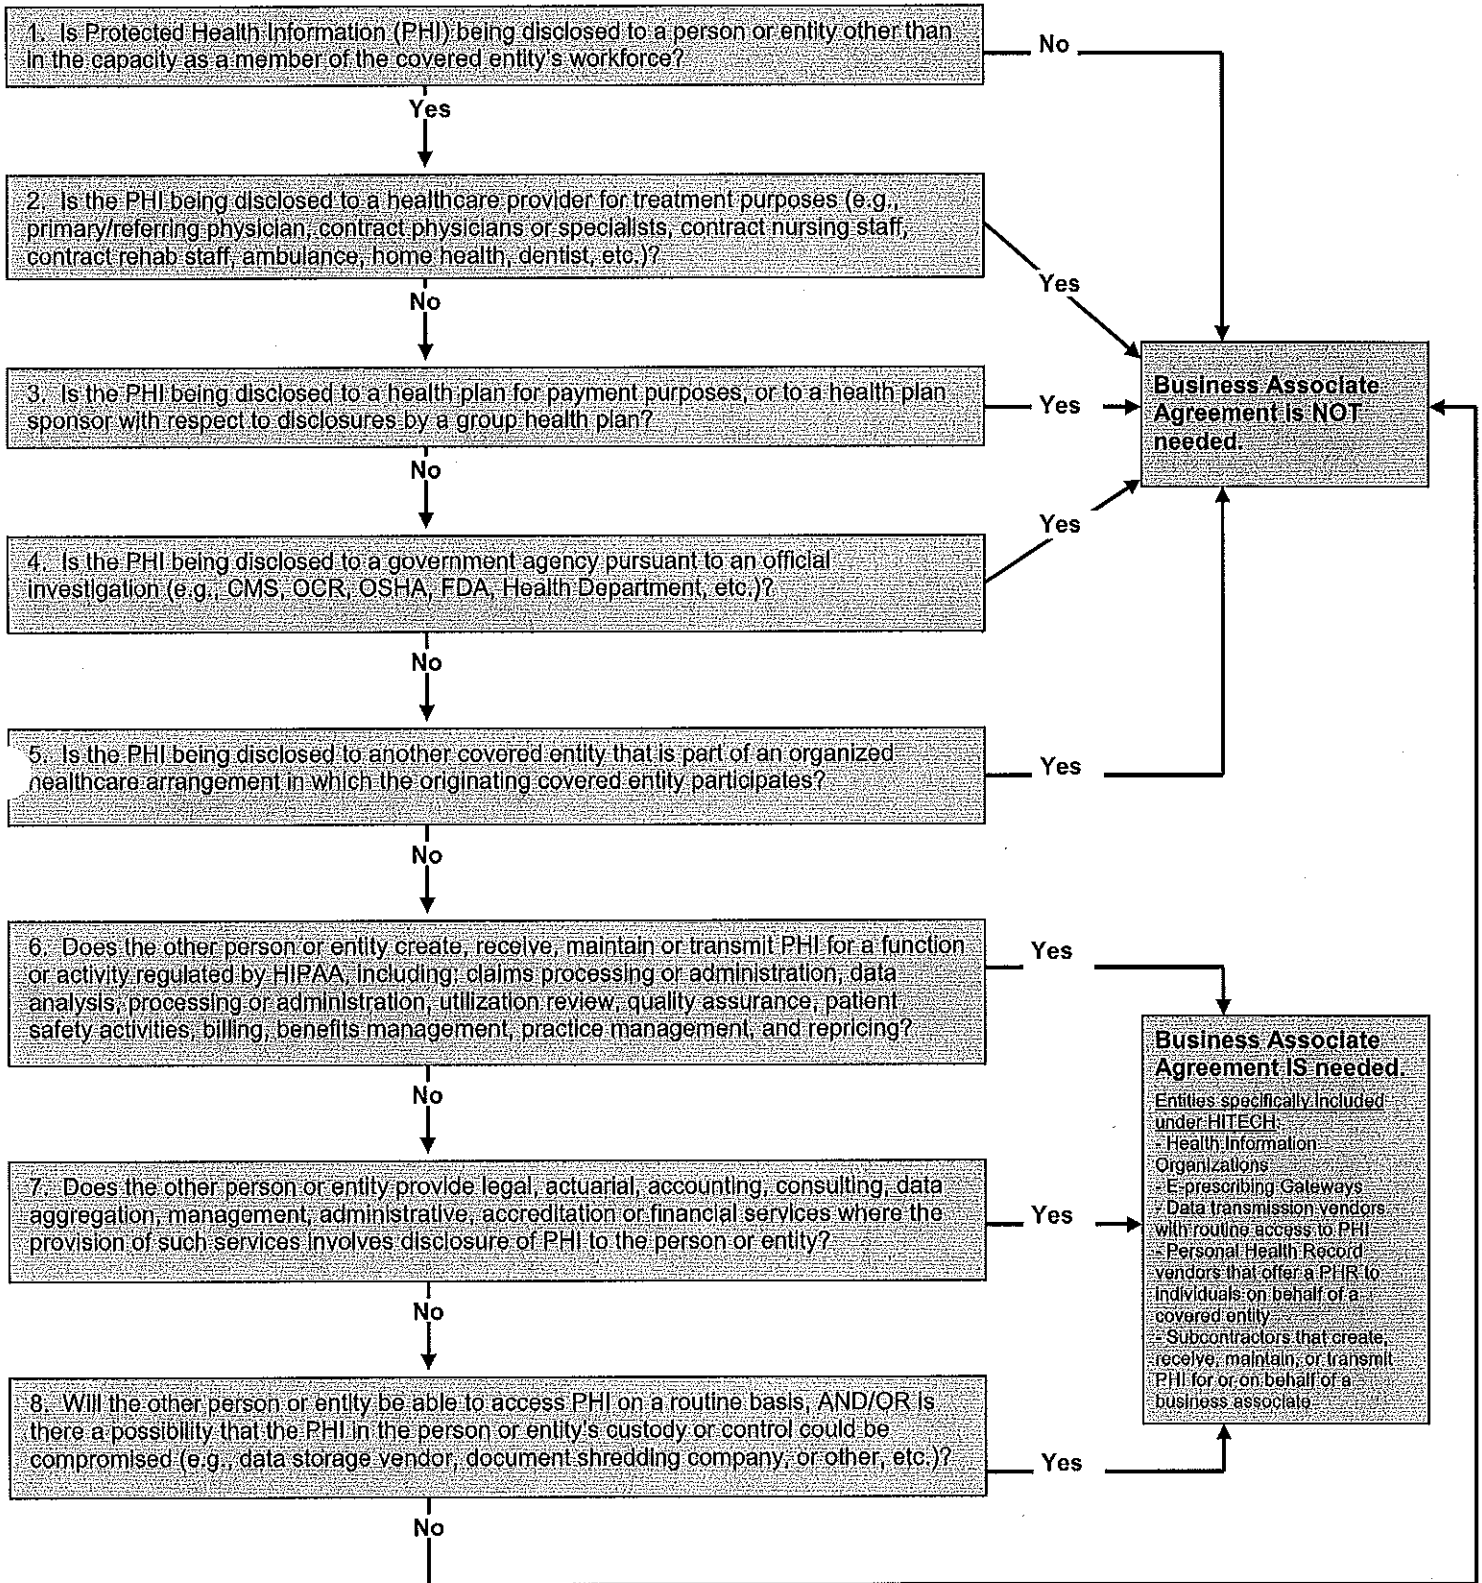 1. Is Protected Health Information (PHI) being disclosed to a person or entity other than
in the capacity as a member of the covered entity's workforce?
No
Yes
2. Is the PHI being disclosed to a healthcare provider for treatment purposes (e.g.,
primary/referring physician, contract physicians or specialists, contract nursing staff,
contract rehab staff, ambulance, home health, dentist, etc.)?
Yes
No
3. Is the PHI being disclosed to a health plan for payment purposes, or to a health plan
sponsor with respect to disclosures by a group health plan?
Yes
Business Associate
Agreement is NOT
needed.
No
Yes
4. Is the PHI being disclosed to a government agency pursuant to an official
investigation (e.g., CMS, OCR, OSHA, FDA, Health Department, etc.)?
No
5. Is the PHI being disclosed to another covered entity that is part of an organized
healthcare arrangement in which the originating covered entity participates?
Yes
No
6. Does the other person or entity create, receive, maintain or transmit PHI for a function
or activity regulated by HIPAA, including: claims processing or administration, data
analysis, processing or administration, utilization review, quality assurance, patient
safety activities, billing, benefits management, practice management, and repricing?
Yes
No
Business Associate
Agreement IS needed.
Entities specifically included
under HITECH:
- Health Information
Organizations
- E-prescribing Gateways
- Data transmission vendors
with routine access to PHI
- Personal Health Record
vendors that offer a PHR to
individuals on behalf of a
covered entity
- Subcontractors that create,
receive, maintain, or transmit
PHI for or on behalf of a
business associate
7. Does the other person or entity provide legal, actuarial, accounting, consulting, data
aggregation, management, administrative, accreditation or financial services where the
provision of such services involves disclosure of PHI to the person or entity?
Yes
No
8. Will the other person or entity be able to access PHI on a routine basis, AND/OR is
there a possibility that the PHI in the person or entity's custody or control could be
compromised (e.g., data storage vendor, document shredding company, or other, etc.)?
Yes
No